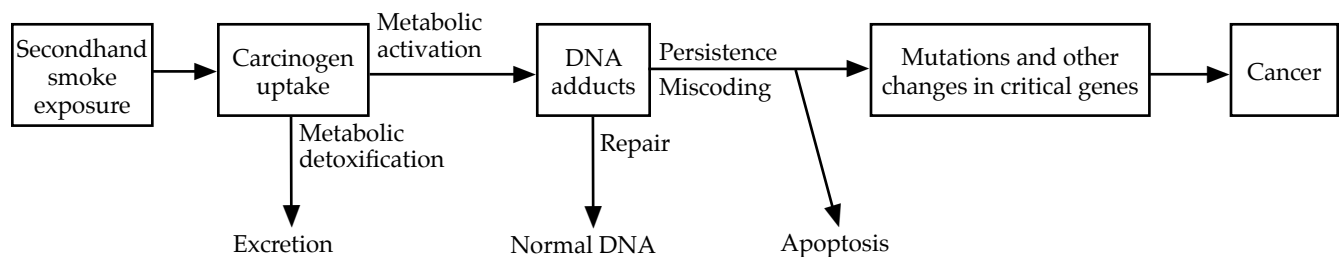 Secondhand
smoke
exposure
Carcinogen
uptake
Metabolic
activation
Metabolic
detoxification
Excretion
DNA
adducts
Repair
Normal DNA
Persistence
Miscoding
Apoptosis
Mutations and other
changes in critical genes
Cancer